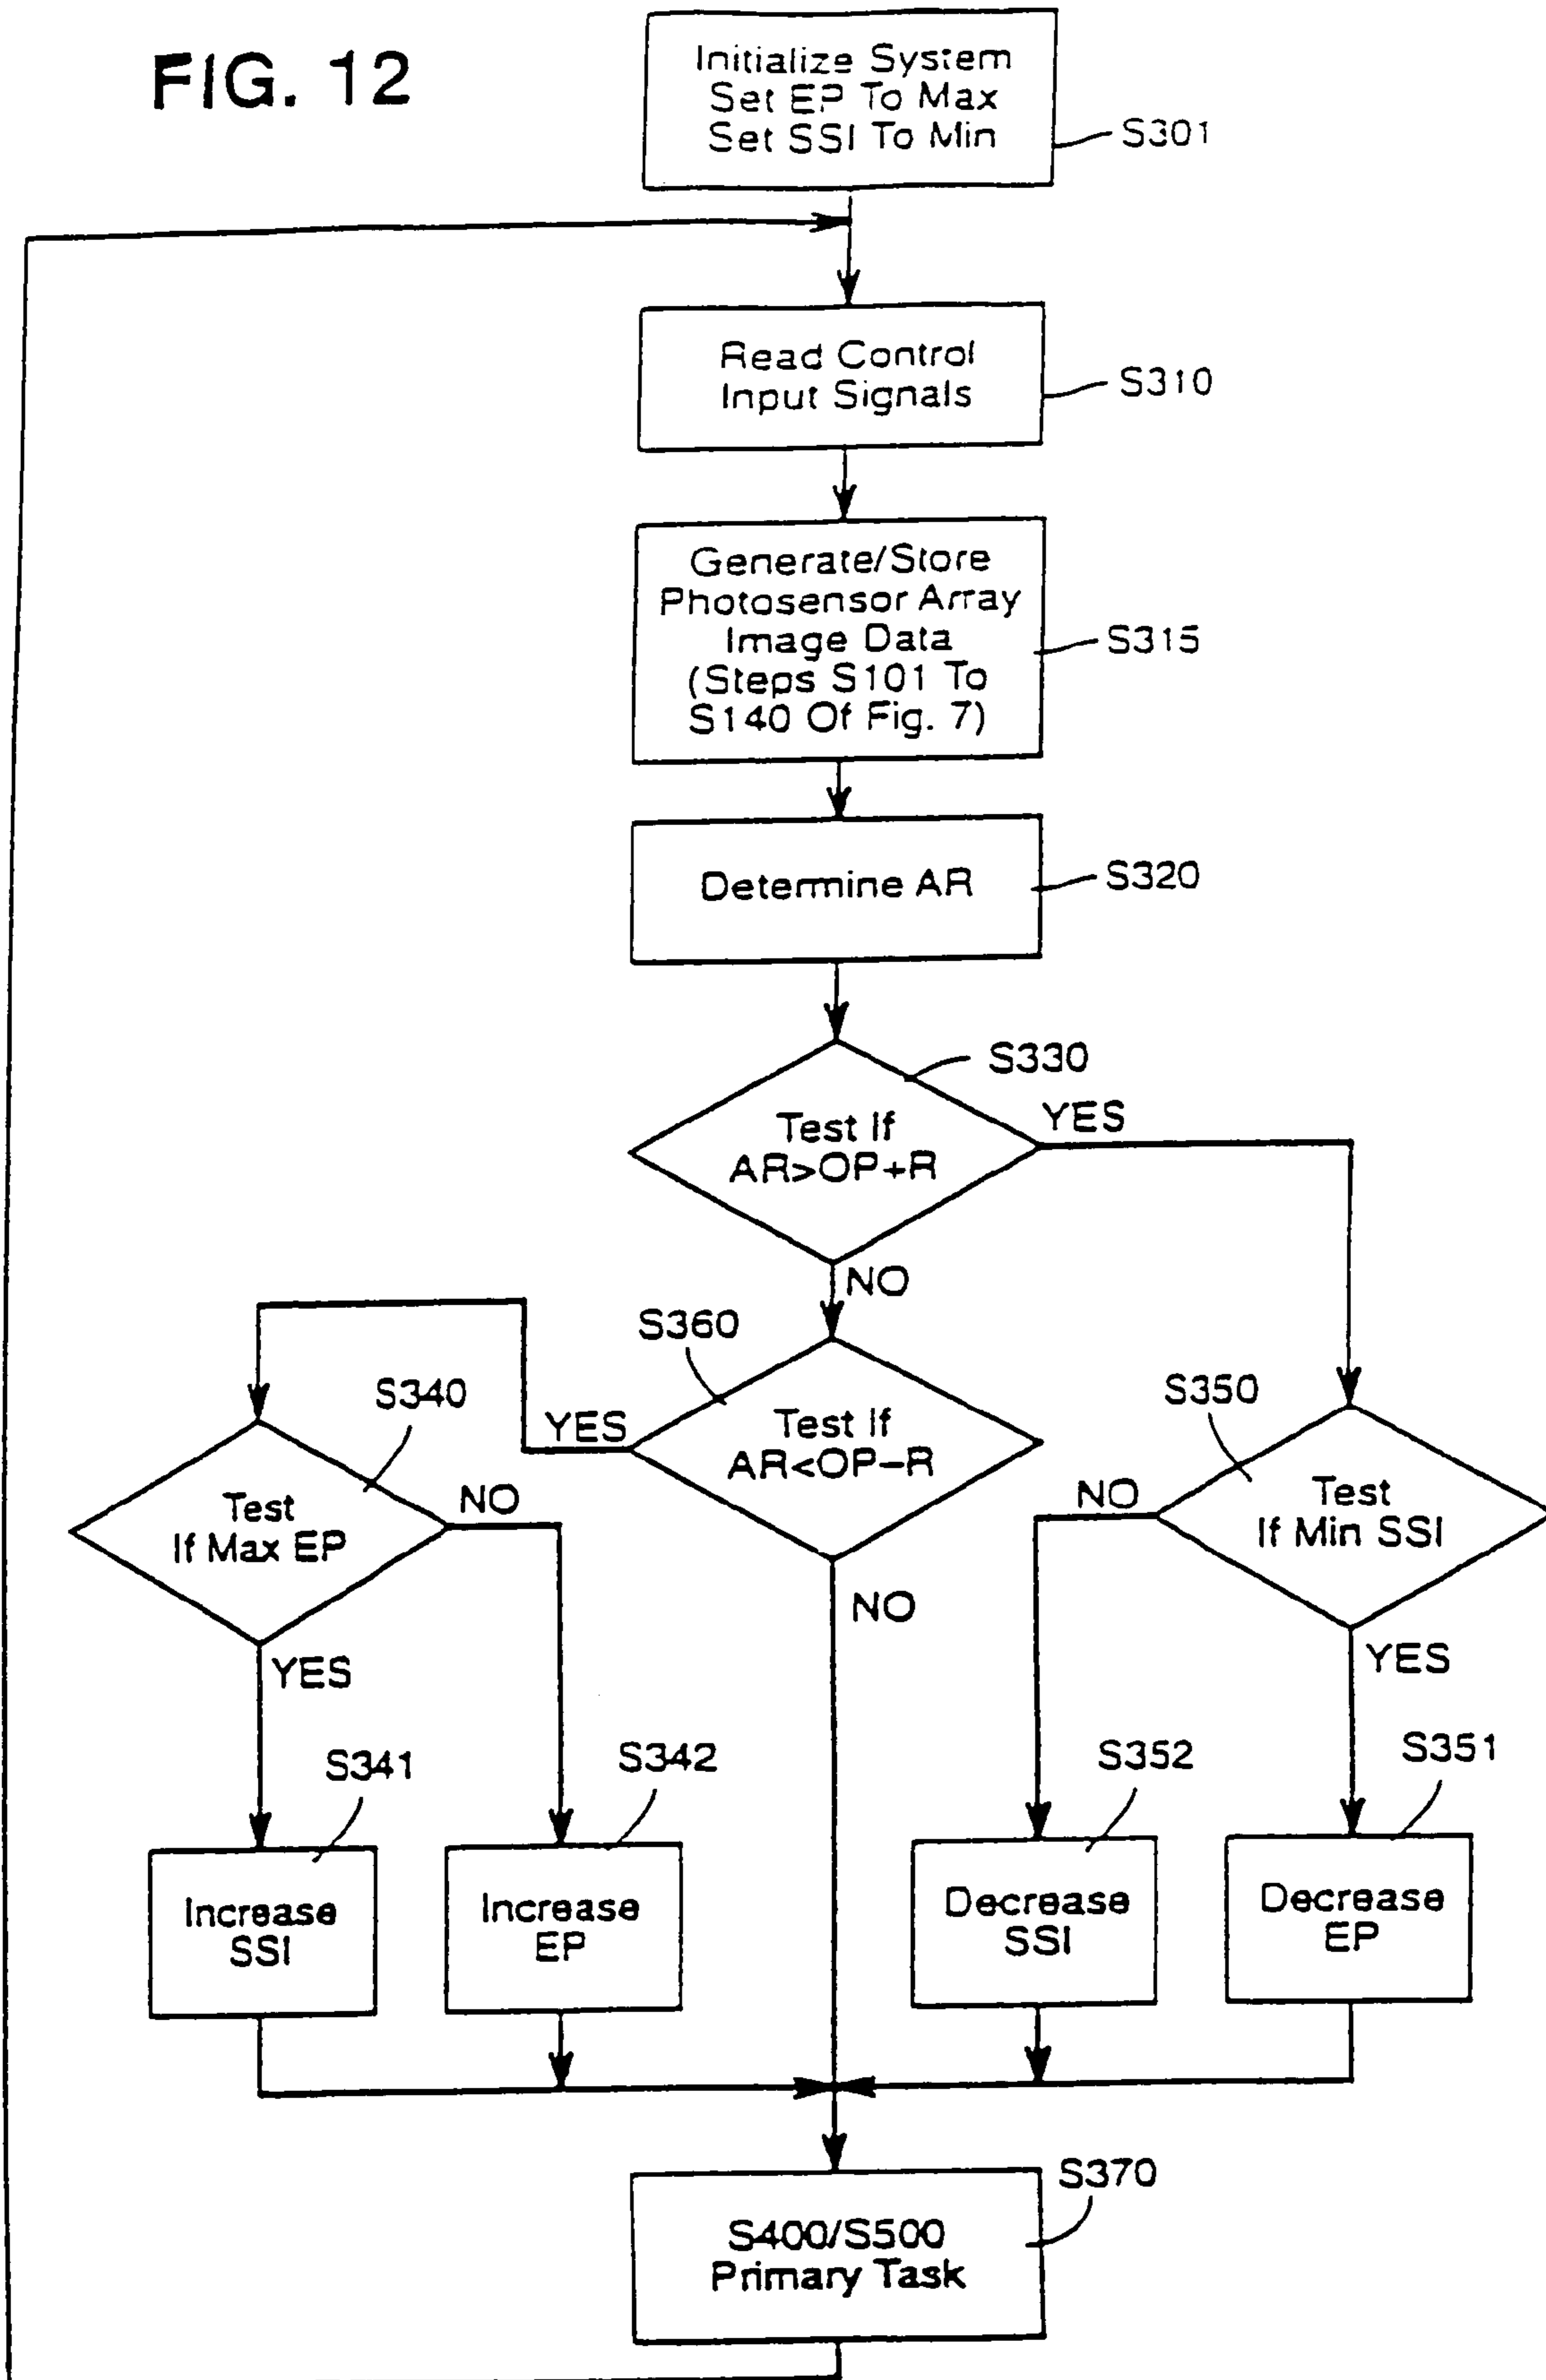 FIG. 12
Initialize System
Set EP To Max
Set SSI To Min
S301
Read Control
Input Signals
S310
Generate/Store
Photosensor Array
Image Data
(Steps S101 To
S140 Of Fig. 7)
S315
Determine AR
S320
S330
Test If
AR>OP+R
YES
NO
S360
Test If
AR<OP−R
YES
NO
S340
Test
If Max EP
NO
YES
S350
Test
If Min SSI
NO
YES
S341
Increase
SSI
S342
Increase
EP
S352
Decrease
SSI
S351
Decrease
EP
S370
S400/S500
Primary Task